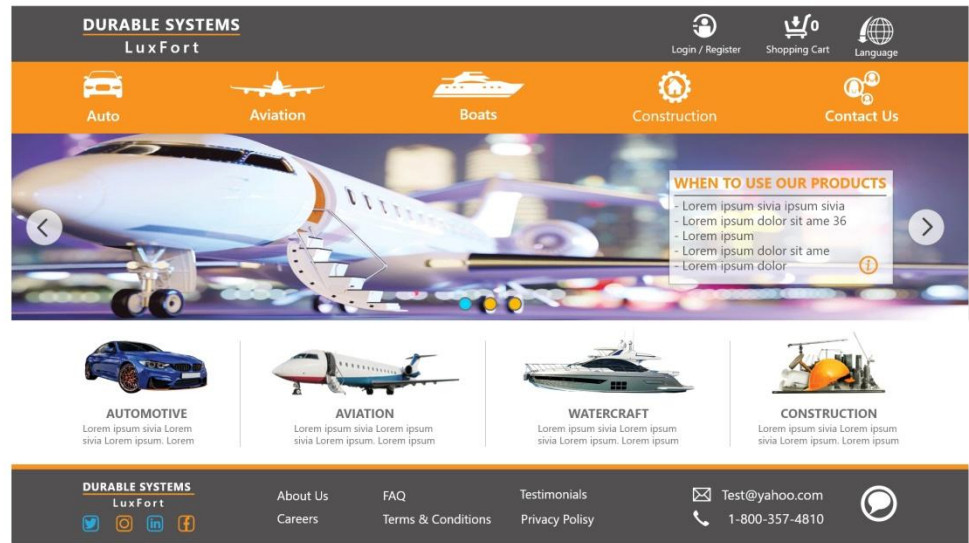 DURABLE SYSTEMS
LuxFort
Login / Register
0
Shopping Cart
Language
Auto
Aviation
Boats
Construction
Contact Us
WHEN TO USE OUR PRODUCTS
- Lorem ipsum sivia ipsum sivia
- Lorem ipsum dolor sit ame 36
- Lorem ipsum
- Lorem ipsum dolor sit ame
- Lorem ipsum dolor
AUTOMOTIVE
Lorem ipsum sivia Lorem
sivia Lorem ipsum. Lorem
AVIATION
Lorem ipsum sivia Lorem ipsum
sivia Lorem ipsum. Lorem ipsum
WATERCRAFT
Lorem ipsum sivia Lorem ipsum
sivia Lorem ipsum. Lorem ipsum
CONSTRUCTION
Lorem ipsum sivia Lorem ipsum
sivia Lorem ipsum. Lorem ipsum
DURABLE SYSTEMS
LuxFort
About Us
Careers
FAQ
Terms & Conditions
Testimonials
Privacy Polisy
Test@yahoo.com
1-800-357-4810